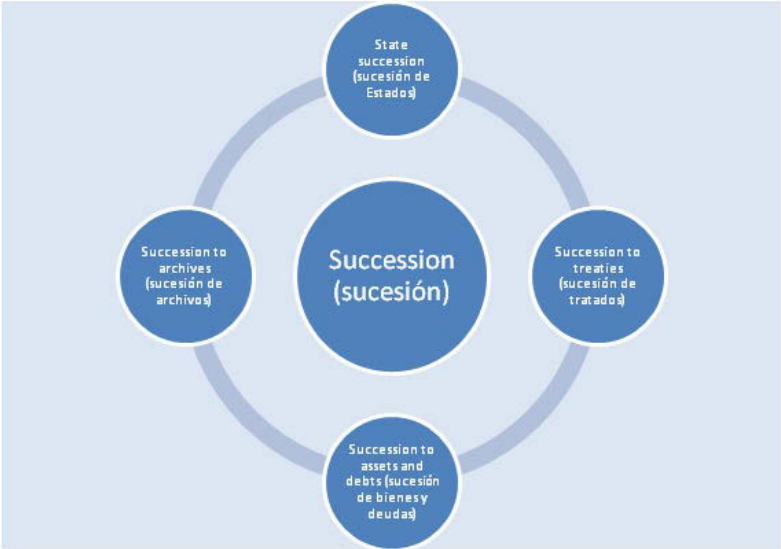 State
succession
(sucesión de
Estados)
Succession to
archives
(sucesión de
archivos)
Succession
(sucesión)
Succession to
treaties
(sucesión de
tratados)
Succession to
assets and
debts (sucesión
de bienes y
deudas)